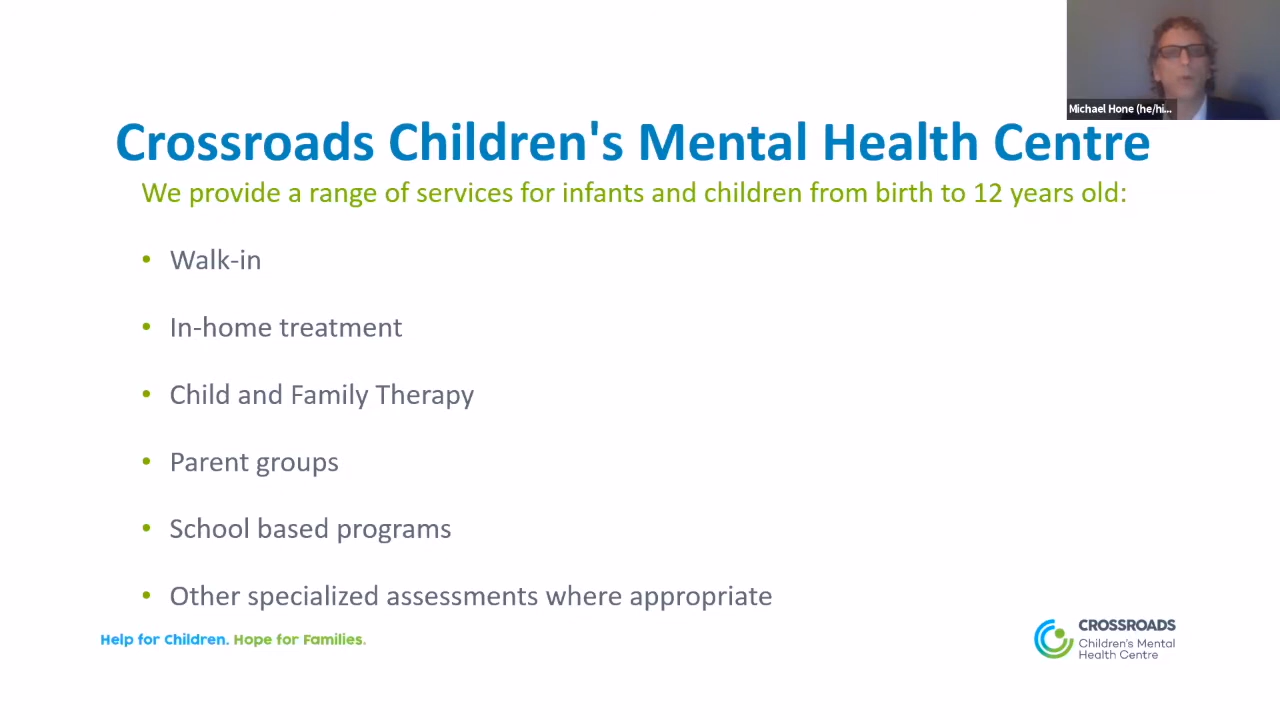 Michael Hone (he/hi...
Crossroads Children's Mental Health Centre
We provide a range of services for infants and children from birth to 12 years old:
• Walk-in
• In-home treatment
• Child and Family Therapy
• Parent groups
• School based programs
• Other specialized assessments where appropriate
Help for Children. Hope for Families.
CROSSROADS
Children's Mental
Health Centre